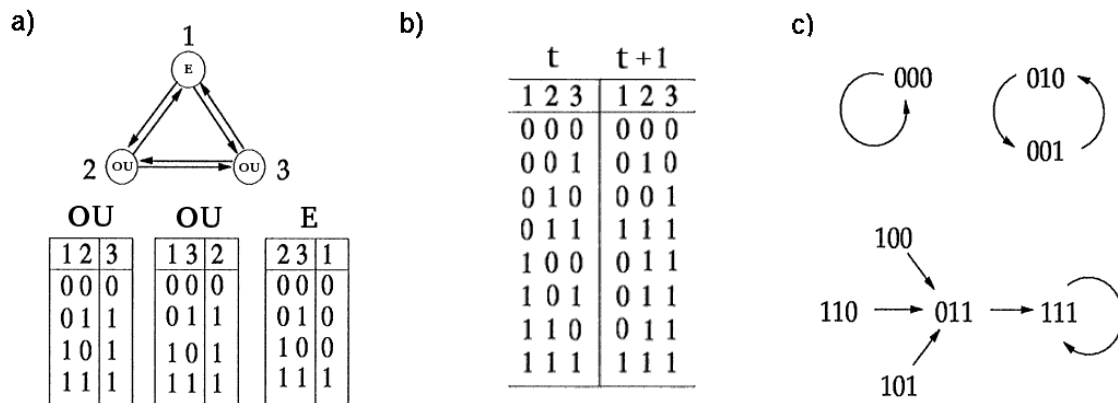 a)
1
E
2 OU OU 3
OU OU E
1 2 3 1 3 2 2 3 1
0 0 0 0 0 0 0 0 0
0 1 1 0 1 1 0 1 0
1 0 1 1 0 1 1 0 0
1 1 1 1 1 1 1 1 1
b)
t t+1
1 2 3 1 2 3
0 0 0 0 0 0
0 0 1 0 1 0
0 1 0 0 0 1
0 1 1 1 1 1
1 0 0 0 1 1
1 0 1 0 1 1
1 1 0 0 1 1
1 1 1 1 1 1
c)
000 010
001
100
110 011 111
101